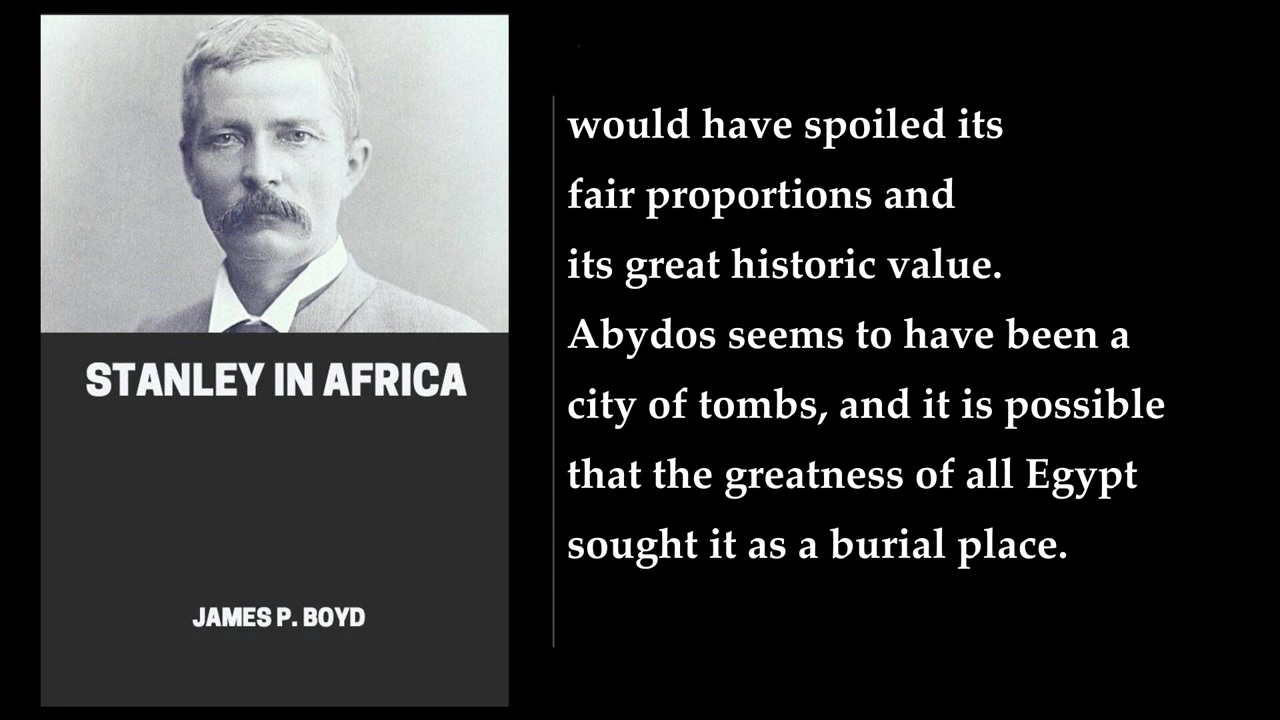 STANLEY IN AFRICA
JAMES P. BOYD
would have spoiled its
fair proportions and
its great historic value.
Abydos seems to have been a
city of tombs, and it is possible
that the greatness of all Egypt
sought it as a burial place.